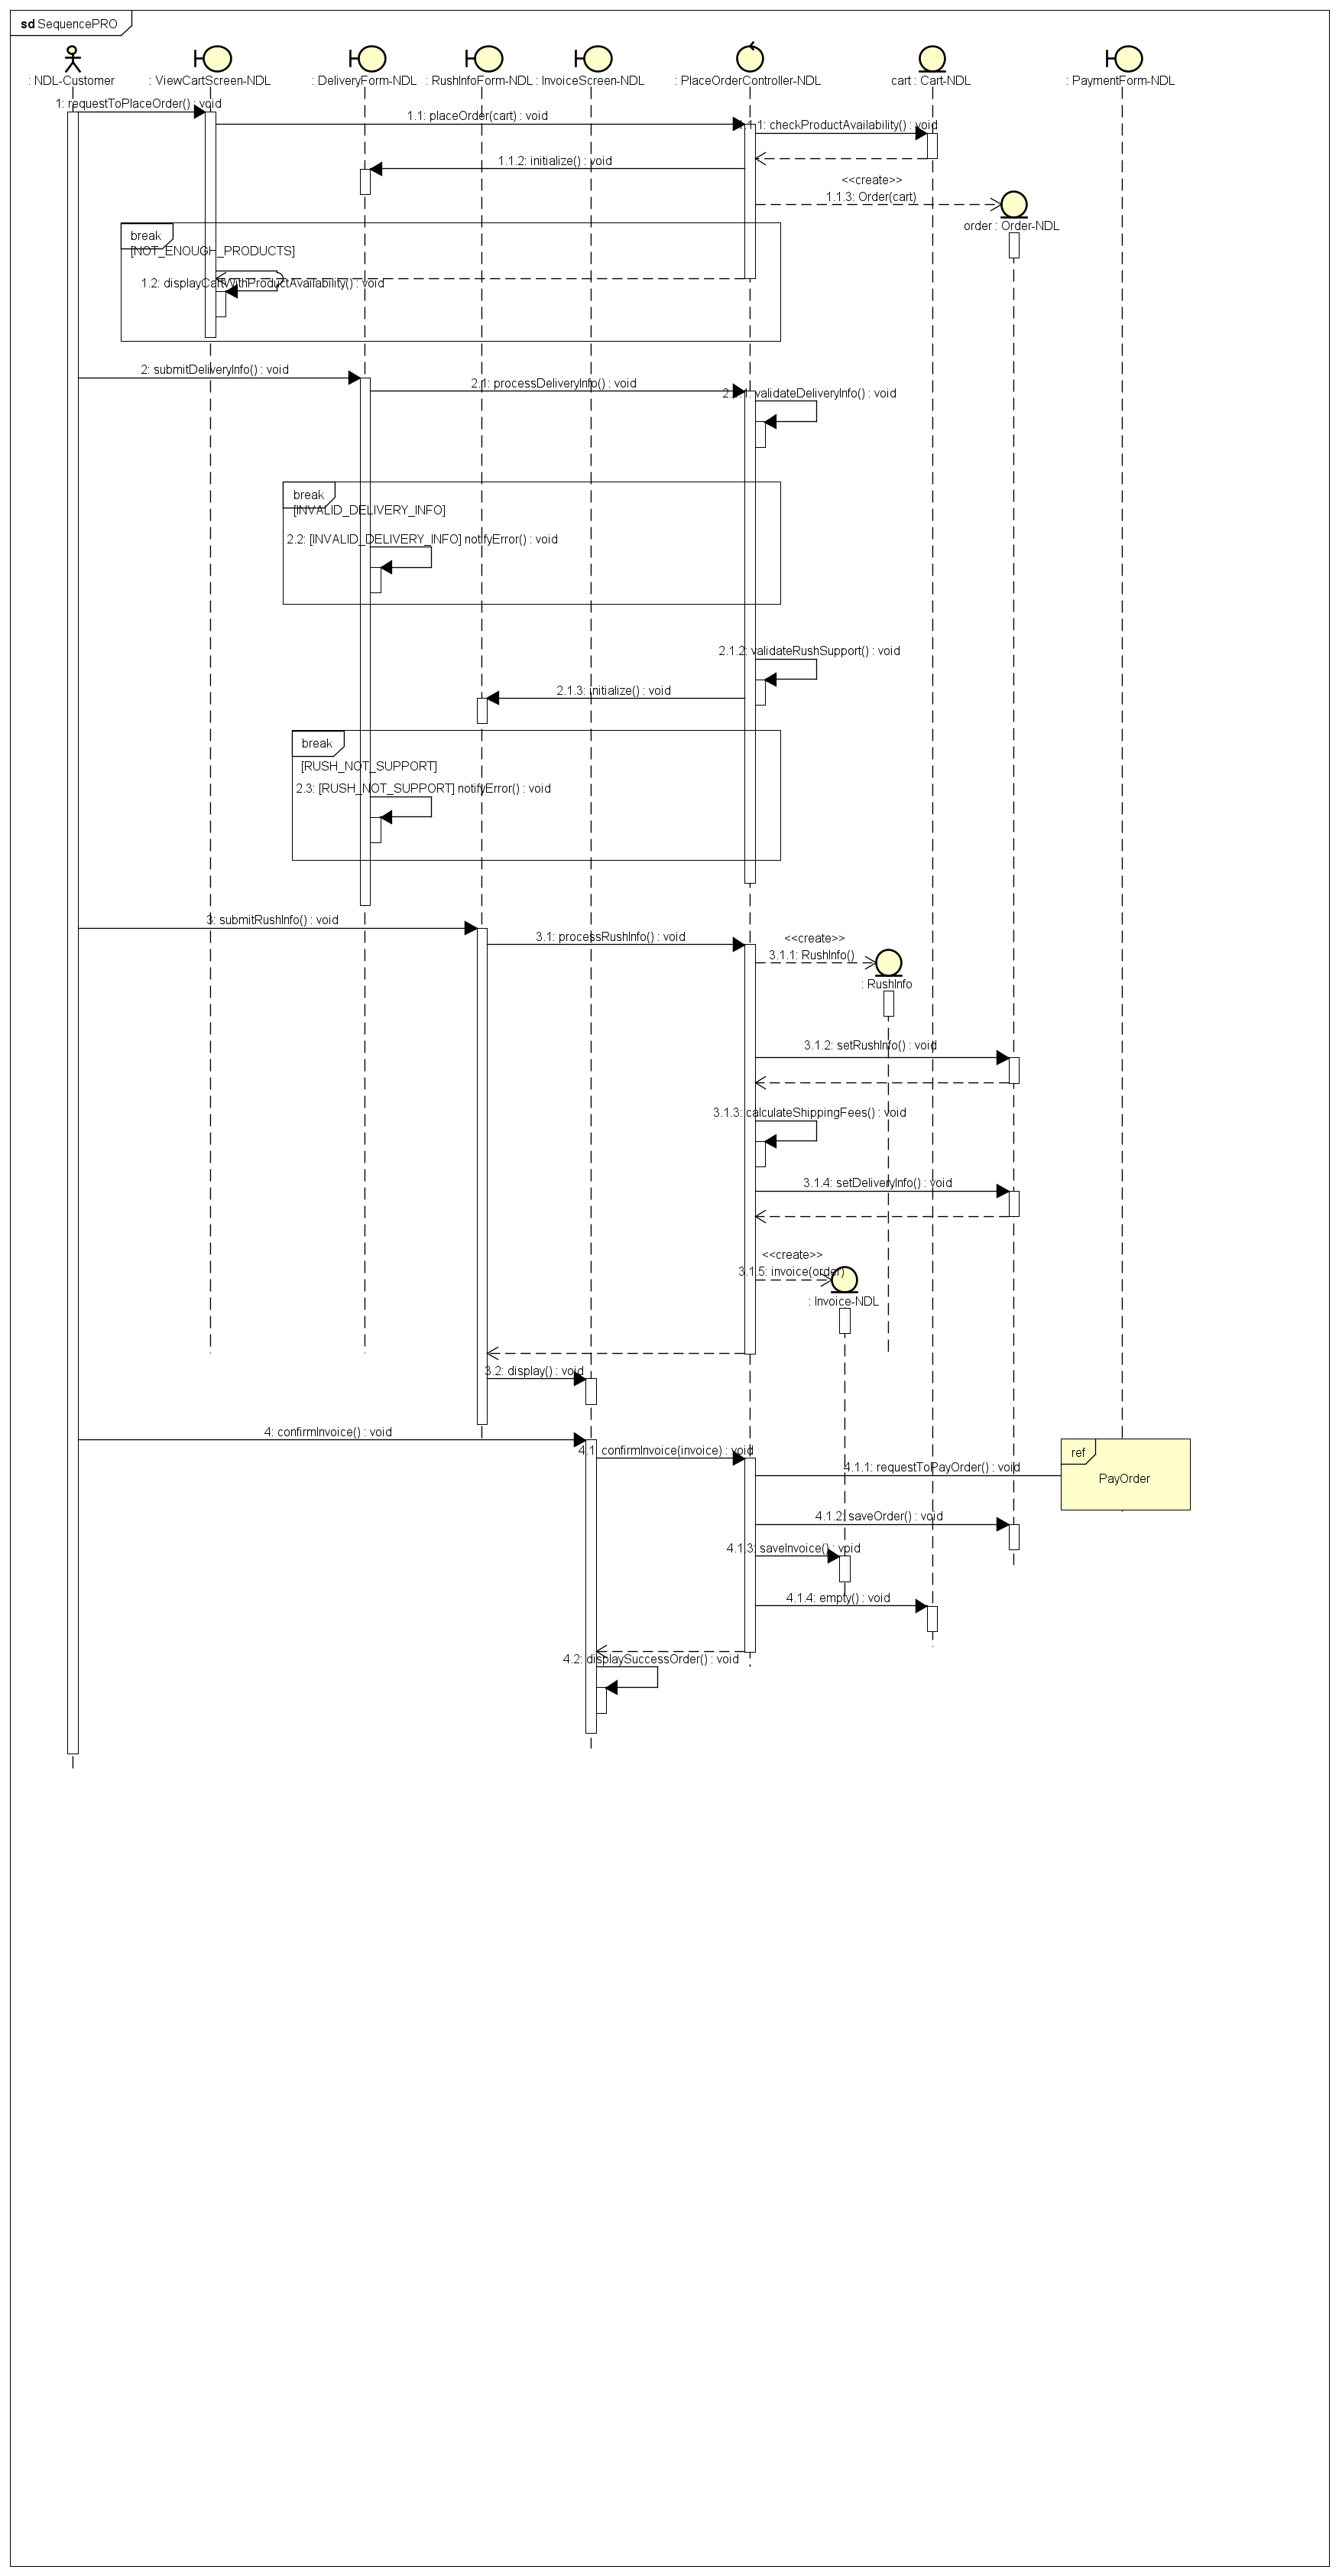 sd SequencePRO
: NDL-Customer
: ViewCartScreen-NDL
: DeliveryForm-NDL
: RushInfoForm-NDL
: InvoiceScreen-NDL
: PlaceOrderController-NDL
cart : Cart-NDL
: PaymentForm-NDL
1: requestToPlaceOrder() : void
1.1: placeOrder(cart) : void
1.1.1: checkProductAvailability() : void
1.1.2: initialize() : void
<<create>>
1.1.3: Order(cart)
order : Order-NDL
break
[NOT_ENOUGH_PRODUCTS]
1.2: displayCartWithProductAvailability() : void
2: submitDeliveryInfo() : void
2.1: processDeliveryInfo() : void
2.1.1: validateDeliveryInfo() : void
break
[INVALID_DELIVERY_INFO]
2.2: [INVALID_DELIVERY_INFO] notifyError() : void
2.1.2: validateRushSupport() : void
2.1.3: initialize() : void
break
[RUSH_NOT_SUPPORT]
2.3: [RUSH_NOT_SUPPORT] notifyError() : void
3: submitRushInfo() : void
3.1: processRushInfo() : void
<<create>>
3.1.1: RushInfo()
: RushInfo
3.1.2: setRushInfo() : void
3.1.3: calculateShippingFees() : void
3.1.4: setDeliveryInfo() : void
<<create>>
3.1.5: invoice(order)
: Invoice-NDL
3.2: display() : void
4: confirmInvoice() : void
4.1: confirmInvoice(invoice) : void
ref
4.1.1: requestToPayOrder() : void
PayOrder
4.1.2: saveOrder() : void
4.1.3: saveInvoice() : void
4.1.4: empty() : void
4.2: displaySuccessOrder() : void